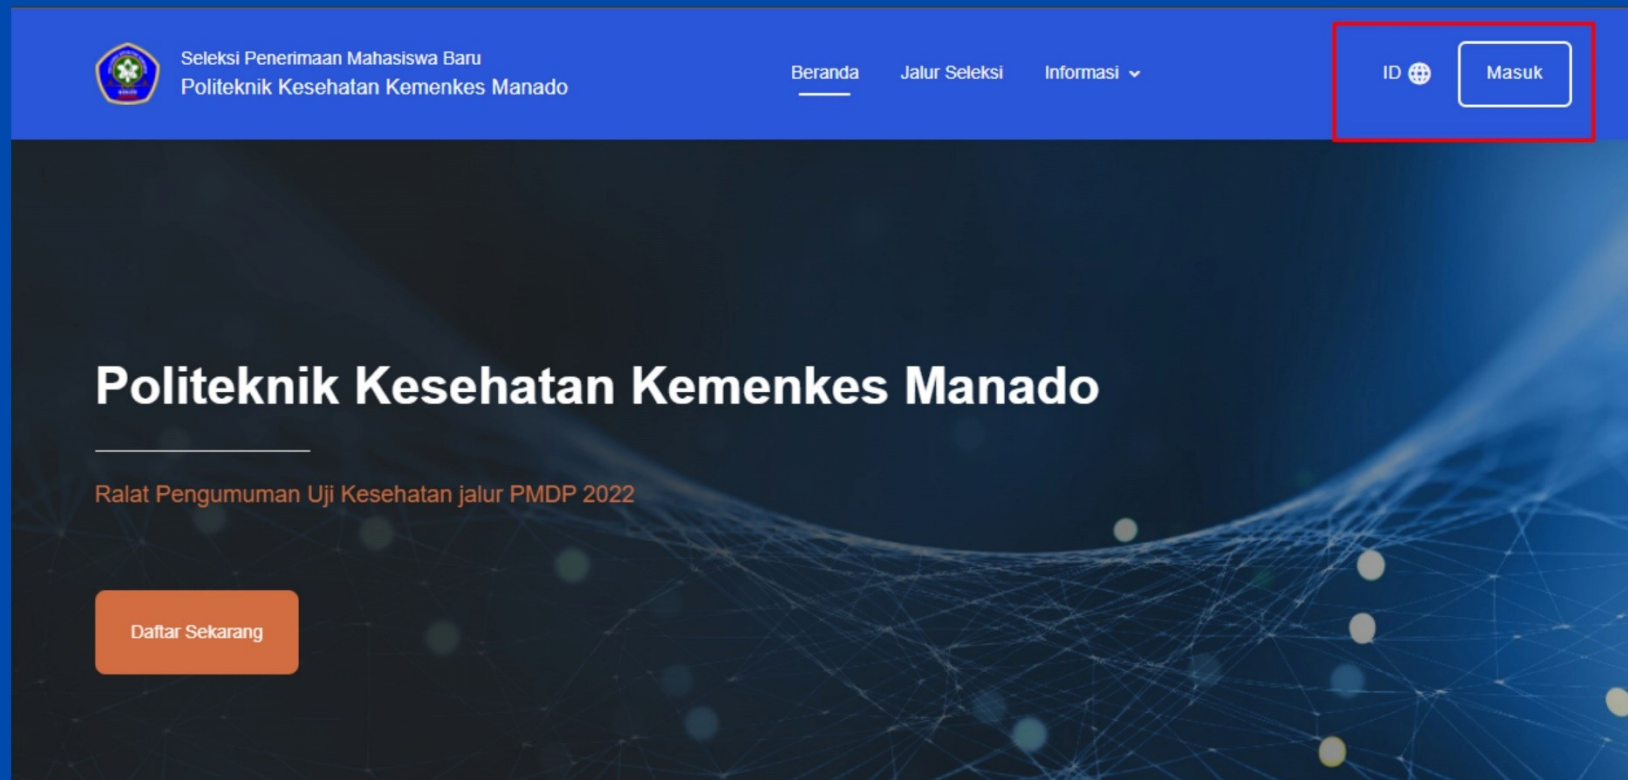 Seleksi Penerimaan Mahasiswa Baru
Politeknik Kesehatan Kemenkes Manado
Beranda Jalur Seleksi Informasi
ID Masuk
Politeknik Kesehatan Kemenkes Manado
Ralat Pengumuman Uji Kesehatan jalur PMDP 2022
Daftar Sekarang